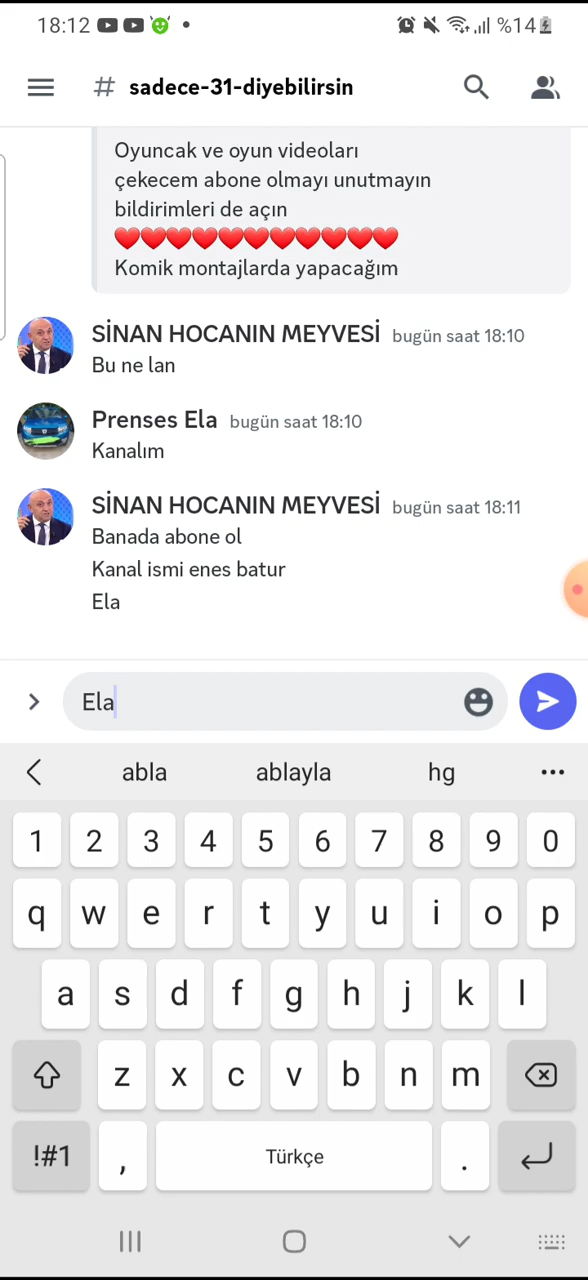 18:12 %14
# sadece-31-diyebilirsin
Oyuncak ve oyun videoları
çekecem abone olmayı unutmayın
bildirimleri de açın
❤️❤️❤️❤️❤️❤️❤️❤️❤️❤️❤️
Komik montajlarda yapacağım
SİNAN HOCANIN MEYVESİ bugün saat 18:10
Bu ne lan
Prenses Ela bugün saat 18:10
Kanalım
SİNAN HOCANIN MEYVESİ bugün saat 18:11
Banada abone ol
Kanal ismi enes batur
Ela
Ela
abla ablayla hg
1 2 3 4 5 6 7 8 9 0
q w e r t y u i o p
a s d f g h j k l
z x c v b n m
!#1 , Türkçe .